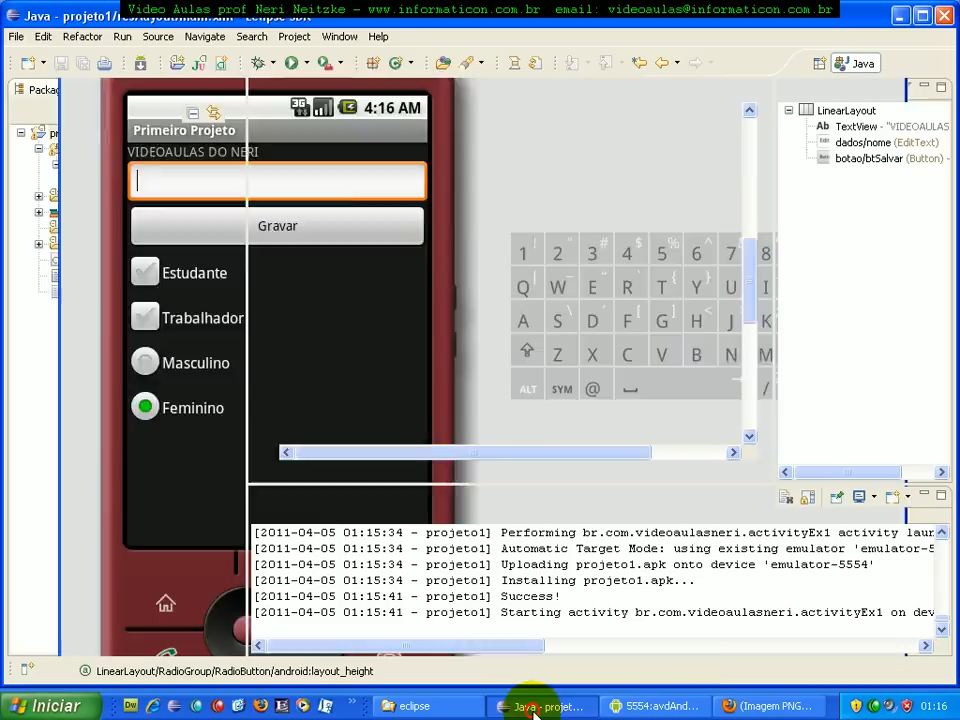 Video Aulas prof Neri Neitzke - www.informaticon.com.br email: videoaulas@informaticon.com.br
File Edit Refactor Run Source Navigate Search Project Window Help
Java
Packag
3G 4:16 AM
Primeiro Projeto
VIDEOAULAS DO NERI
Gravar
Estudante
Trabalhador
Masculino
Feminino
1 2 3 4 5 6 7 8
Q W E R T Y U I
A S D F G H J K
Z X C V B N M
ALT SYM @ /
LinearLayout
Ab TextView - "VIDEOAULAS
dados/nome (EditText)
botao/btSalvar (Button) -
[2011-04-05 01:15:34 - projeto1] Performing br.com.videoaulasneri.activityEx1 activity laun
[2011-04-05 01:15:34 - projeto1] Automatic Target Mode: using existing emulator 'emulator-5
[2011-04-05 01:15:34 - projeto1] Uploading projeto1.apk onto device 'emulator-5554'
[2011-04-05 01:15:34 - projeto1] Installing projeto1.apk...
[2011-04-05 01:15:41 - projeto1] Success!
[2011-04-05 01:15:41 - projeto1] Starting activity br.com.videoaulasneri.activityEx1 on dev
LinearLayout/RadioGroup/RadioButton/android:layout_height
Iniciar
eclipse
Java - projet...
5554:avdAnd...
(Imagem PNG...
01:16